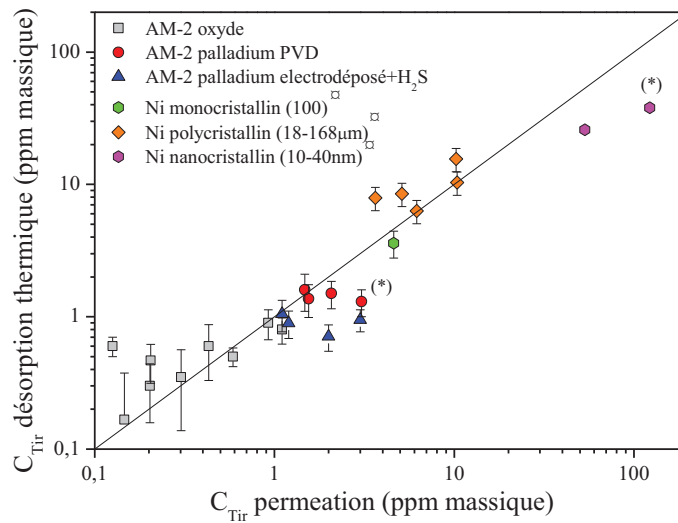 AM-2 oxyde
AM-2 palladium PVD
AM-2 palladium electrodéposé+H₂S
Ni monocristallin (100) ¤
Ni polycristallin (18-168µm) ¤
Ni nanocristallin (10-40nm) ¤
(*)
(*)
100
10
1
0,1
0,1
1
10
100
C_Tir désorption thermique (ppm massique)
C_Tir permeation (ppm massique)